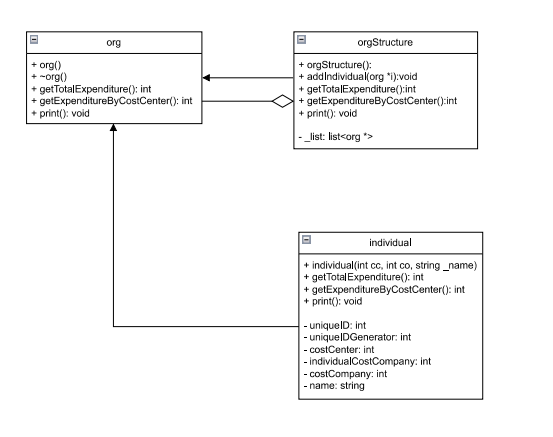 org
+ org()
+ ~org()
+ getTotalExpenditure(): int
+ getExpenditureByCostCenter(): int
+ print(): void
orgStructure
+ orgStructure():
+ addIndividual(org *i):void
+ getTotalExpenditure():int
+ getExpenditureByCostCenter():int
+ print(): void
- _list: list<org *>
individual
+ individual(int cc, int co, string _name)
+ getTotalExpenditure(): int
+ getExpenditureByCostCenter(): int
+ print(): void
- uniqueID: int
- uniqueIDGenerator: int
- costCenter: int
- individualCostCompany: int
- costCompany: int
- name: string